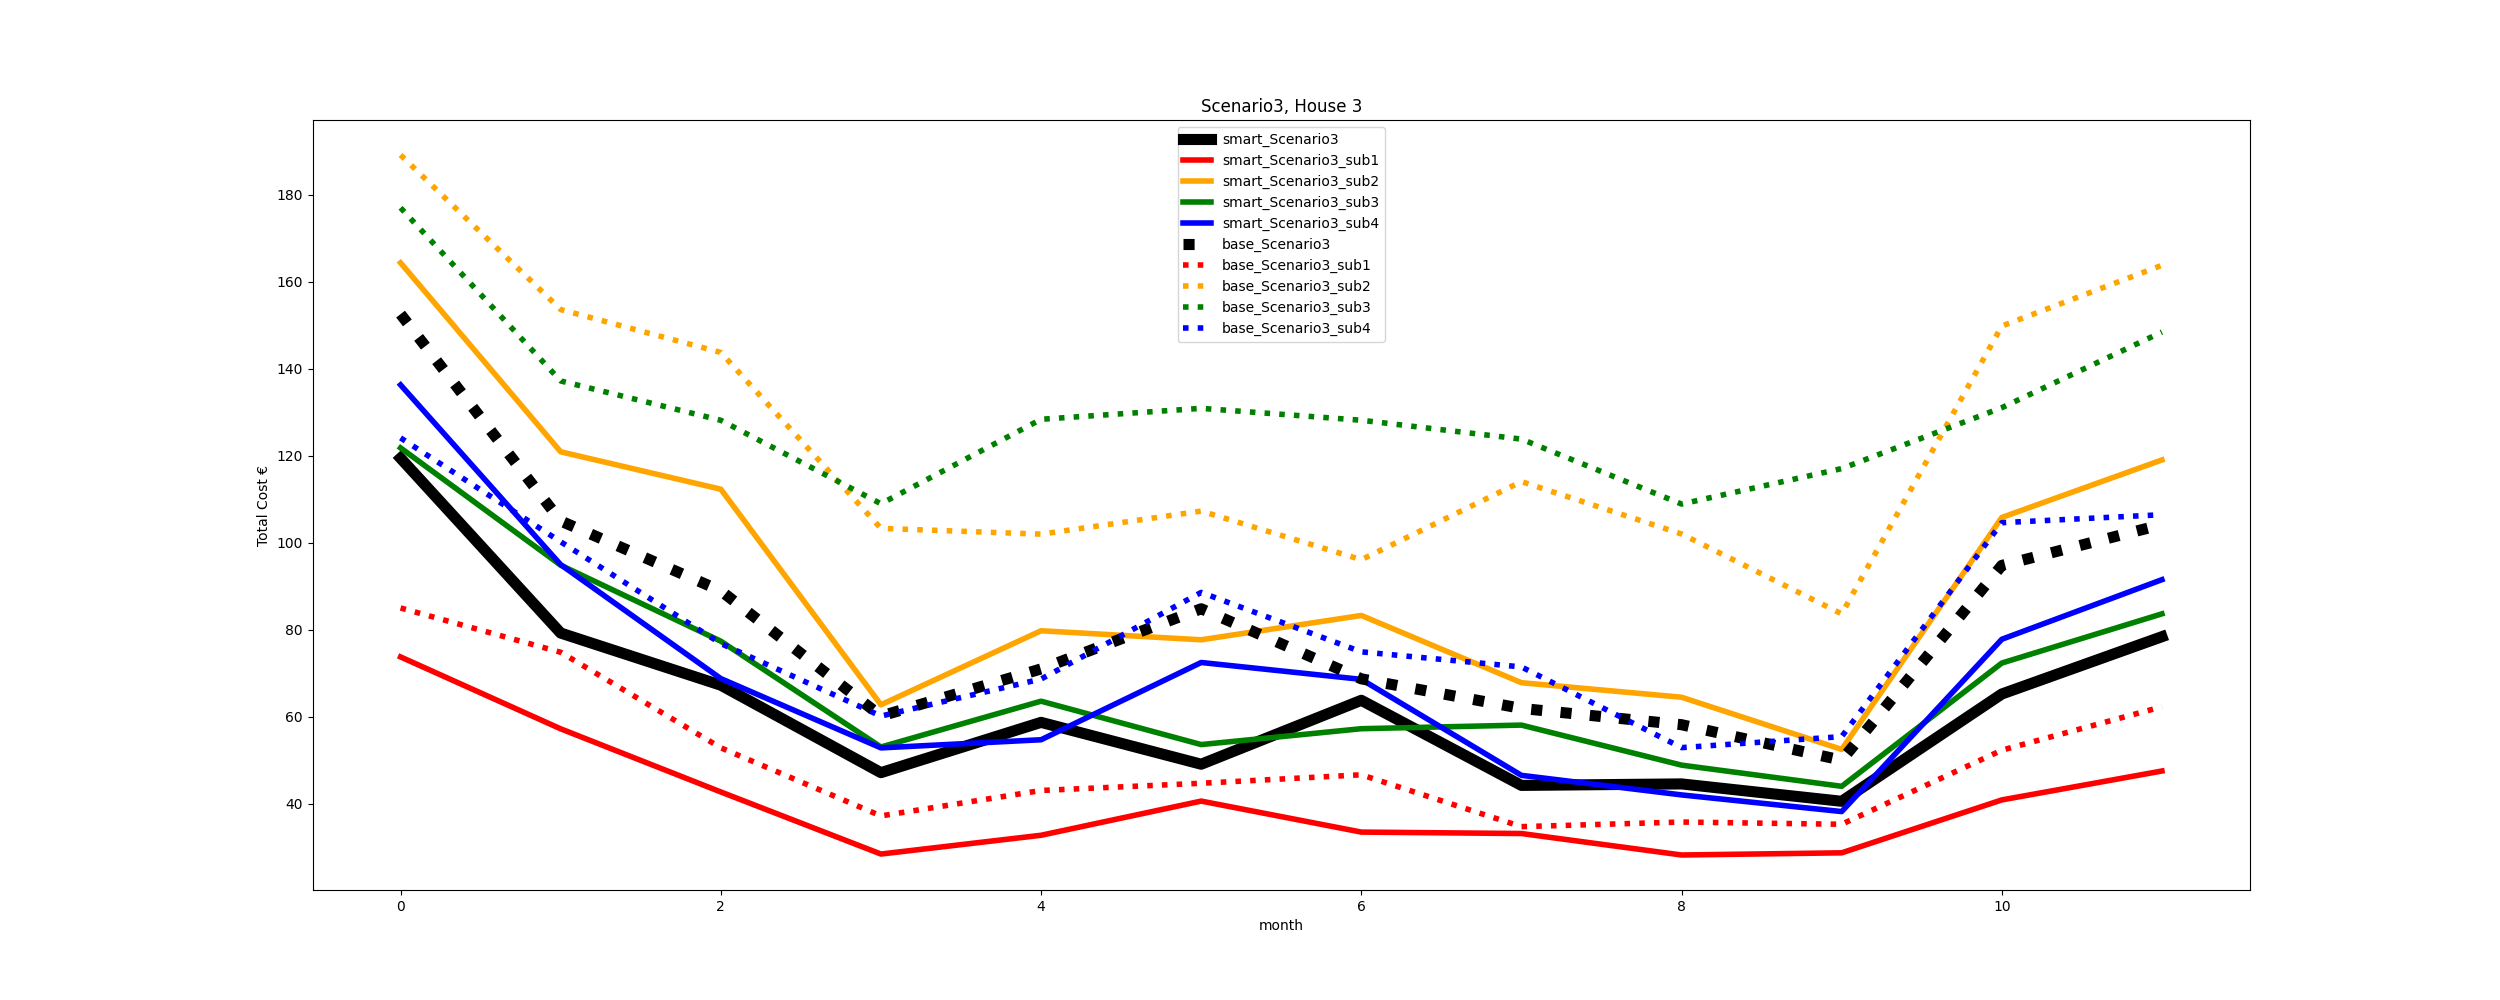 Scenario3, House 3
smart_Scenario3
smart_Scenario3_sub1
smart_Scenario3_sub2
smart_Scenario3_sub3
smart_Scenario3_sub4
base_Scenario3
base_Scenario3_sub1
base_Scenario3_sub2
base_Scenario3_sub3
base_Scenario3_sub4
Total Cost €
180
160
140
120
100
80
60
40
0 2 4 6 8 10
month